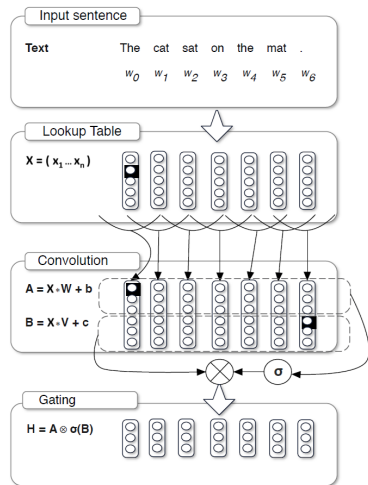 Input sentence
Text The cat sat on the mat .
w0 w1 w2 w3 w4 w5 w6
Lookup Table
X = ( x1 ... xn )
Convolution
A = X * W + b
B = X * V + c
σ
Gating
H = A ⊗ σ(B)